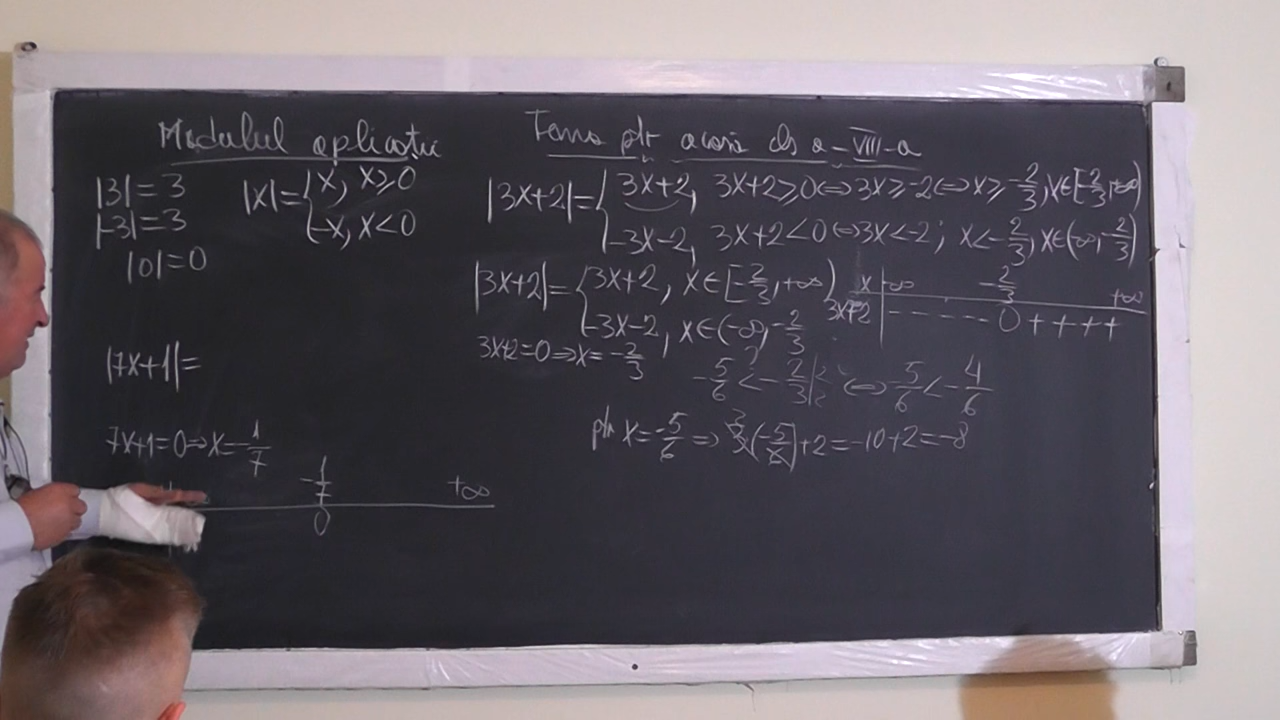 Modulul aplicații
|3|=3
|-3|=3
|0|=0
|x|={x, x≥0
{-x, x<0
|7x+1|=
7x+1=0⇒x=-1/7
-1/7 +∞
0
Tema ptr acasă cls a-VIII-a
|3x+2|={3x+2, 3x+2≥0⇔3x≥-2⇔x≥-2/3, x∈[-2/3,+∞)
{-3x-2, 3x+2<0⇔3x<-2; x<-2/3, x∈(-∞,-2/3)
|3x+2|={3x+2, x∈[-2/3,+∞)
{-3x-2, x∈(-∞,-2/3
3x+2=0⇒x=-2/3
x -∞ -2/3 +∞
3x+2 - - - - - - 0 + + + +
-5/6<-2/3 ⇔ -5/6<-4/6
ptr x=-5/6 ⇒ 3(-5/6)+2=-10+2=-8